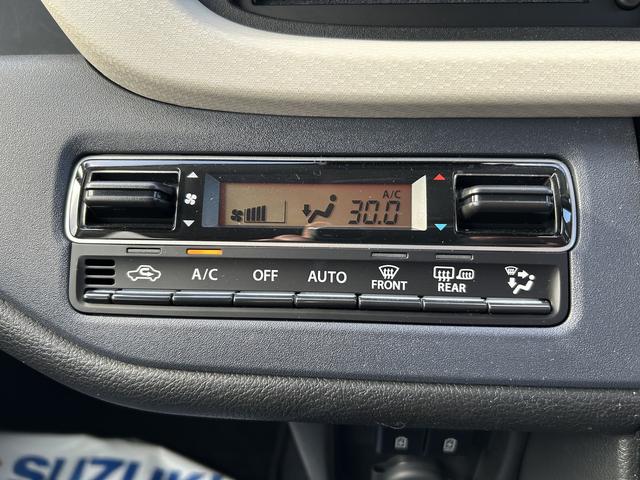 A/C
30.0
A/C OFF AUTO FRONT REAR
SUZUKI